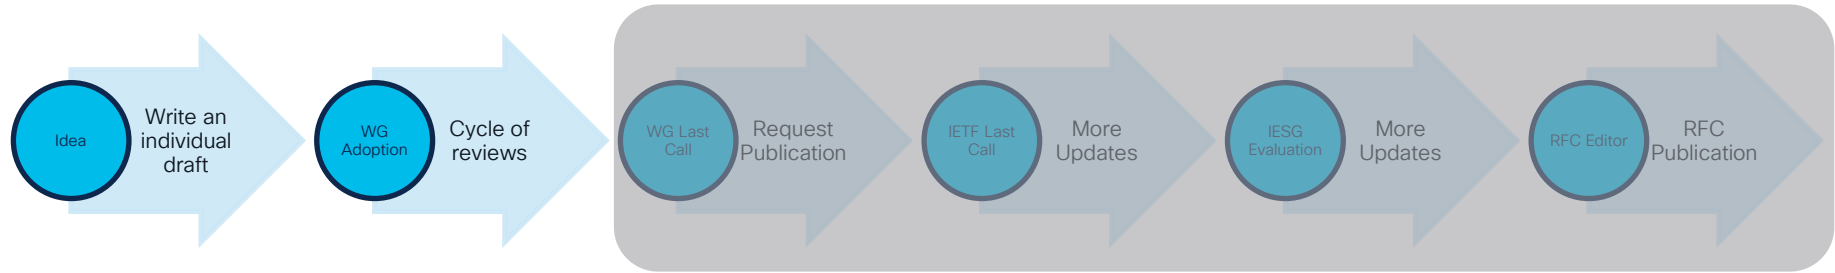 Idea
Write an
individual
draft
WG
Adoption
Cycle of
reviews
WG Last
Call
Request
Publication
IETF Last
Call
More
Updates
IESG
Evaluation
More
Updates
RFC Editor
RFC
Publication